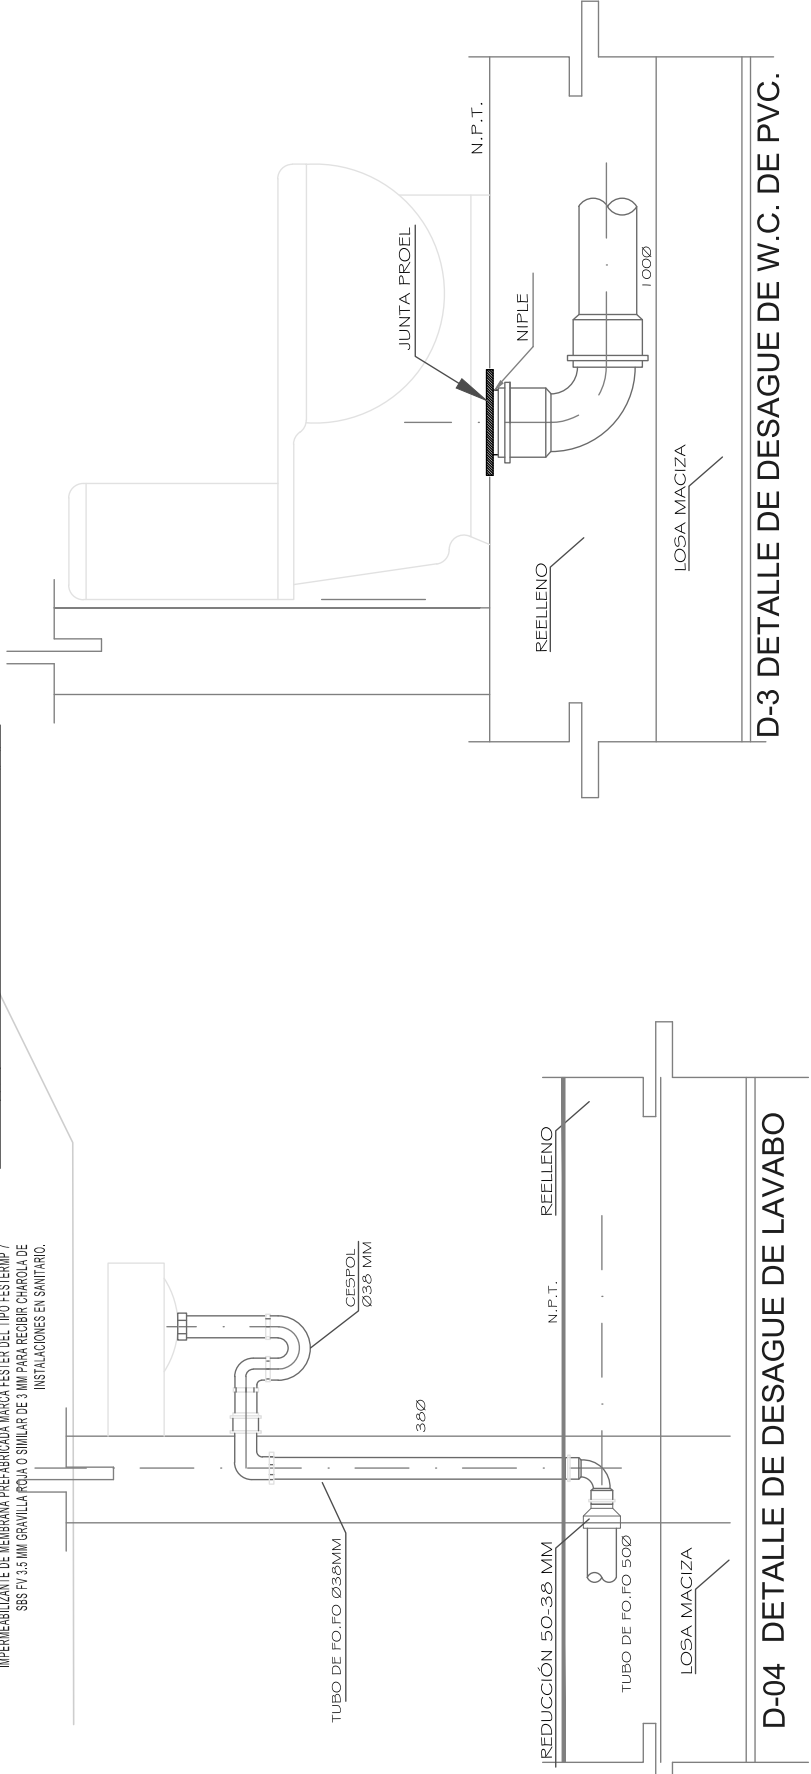 IMPERMEABILIZANTE DE MEMBRANA PREFABRICADA MARCA FESTER DEL TIPO FESTERMP /
SBS FV 3.5 MM GRAVILLA ROJA O SIMILAR DE 3 MM PARA RECIBIR CHAROLA DE
INSTALACIONES EN SANITARIO.
CESPOL
Ø38 MM
38Ø
TUBO DE FO.FO Ø38MM
N.P.T.
REELLENO
REDUCCIÓN 50-38 MM
TUBO DE FO.FO 50Ø
LOSA MACIZA
D-04 DETALLE DE DESAGUE DE LAVABO
JUNTA PROEL
N.P.T.
NIPLE
100Ø
REELLENO
LOSA MACIZA
D-3 DETALLE DE DESAGUE DE W.C. DE PVC.